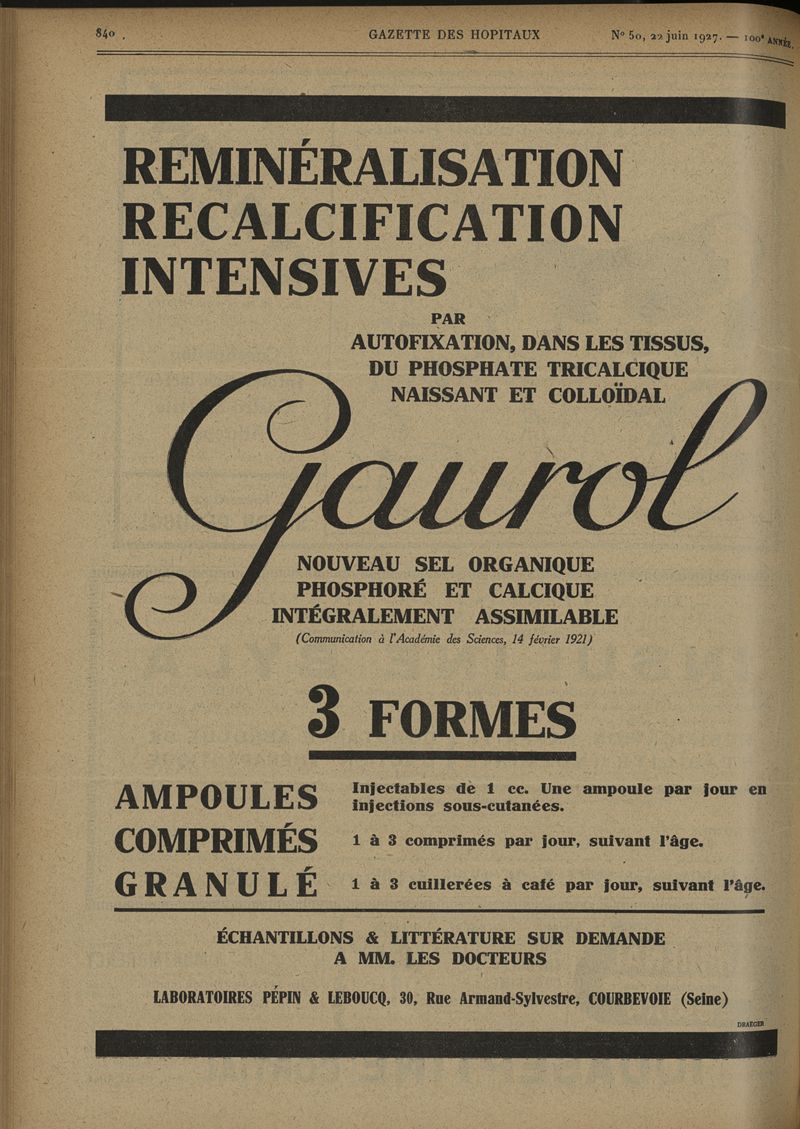 840 .
GAZETTE DES HOPITAUX
N° 50, 22 juin 1927. — 100e ANNÉE.
REMINÉRALISATION
RECALCIFICATION
INTENSIVES
PAR
AUTOFIXATION, DANS LES TISSUS,
DU PHOSPHATE TRICALCIQUE
NAISSANT ET COLLOÏDAL
Gaurol
NOUVEAU SEL ORGANIQUE
PHOSPHORÉ ET CALCIQUE
INTÉGRALEMENT ASSIMILABLE
(Communication à l'Académie des Sciences, 14 février 1921)
3 FORMES
AMPOULES
Injectables de 1 cc. Une ampoule par jour en
injections sous-cutanées.
COMPRIMÉS
1 à 3 comprimés par jour, suivant l'âge.
GRANULÉ
1 à 3 cuillerées à café par jour, suivant l'âge.
ÉCHANTILLONS & LITTÉRATURE SUR DEMANDE
A MM. LES DOCTEURS
LABORATOIRES PÉPIN & LEBOUCQ, 30, Rue Armand-Sylvestre, COURBEVOIE (Seine)
DRAEGER